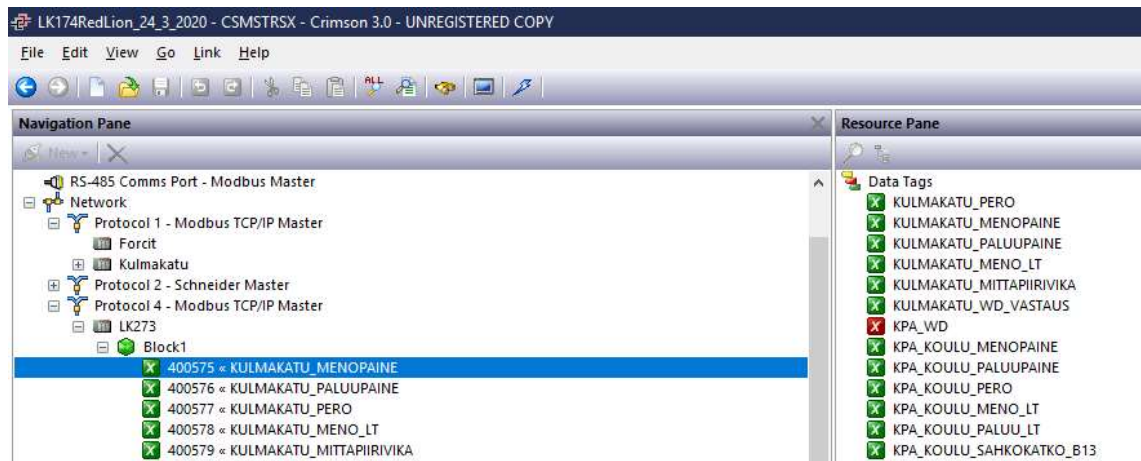 LK174RedLion_24_3_2020 - CSMSTRSX - Crimson 3.0 - UNREGISTERED COPY
File Edit View Go Link Help
ALL
Navigation Pane
New
RS-485 Comms Port - Modbus Master
Network
Protocol 1 - Modbus TCP/IP Master
Forcit
Kulmakatu
Protocol 2 - Schneider Master
Protocol 4 - Modbus TCP/IP Master
LK273
Block1
400575 « KULMAKATU_MENOPAINE
400576 « KULMAKATU_PALUUPAINE
400577 « KULMAKATU_PERO
400578 « KULMAKATU_MENO_LT
400579 « KULMAKATU_MITTAPIIRIVIKA
Resource Pane
Data Tags
KULMAKATU_PERO
KULMAKATU_MENOPAINE
KULMAKATU_PALUUPAINE
KULMAKATU_MENO_LT
KULMAKATU_MITTAPIIRIVIKA
KULMAKATU_WD_VASTAUS
KPA_WD
KPA_KOULU_MENOPAINE
KPA_KOULU_PALUUPAINE
KPA_KOULU_PERO
KPA_KOULU_MENO_LT
KPA_KOULU_PALUU_LT
KPA_KOULU_SAHKOKATKO_B13